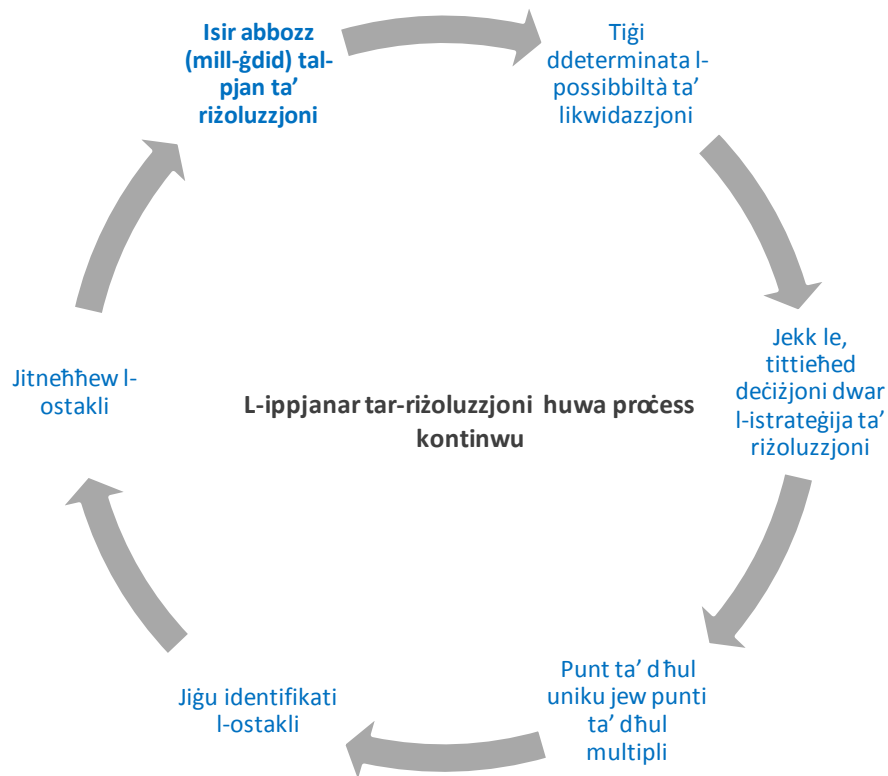 Isir abbozz
(mill-ġdid) tal-
pjan ta’
riżoluzzjoni
Tiġi
ddeterminata l-
possibbiltà ta’
likwidazzjoni
Jekk le,
tittieħed
deċiżjoni dwar
l-istrateġija ta’
riżoluzzjoni
Punt ta’ dħul
uniku jew punti
ta’ dħul
multipli
Jiġu identifikati
l-ostakli
Jitneħħew l-
ostakli
L-ippjanar tar-riżoluzzjoni huwa proċess
kontinwu